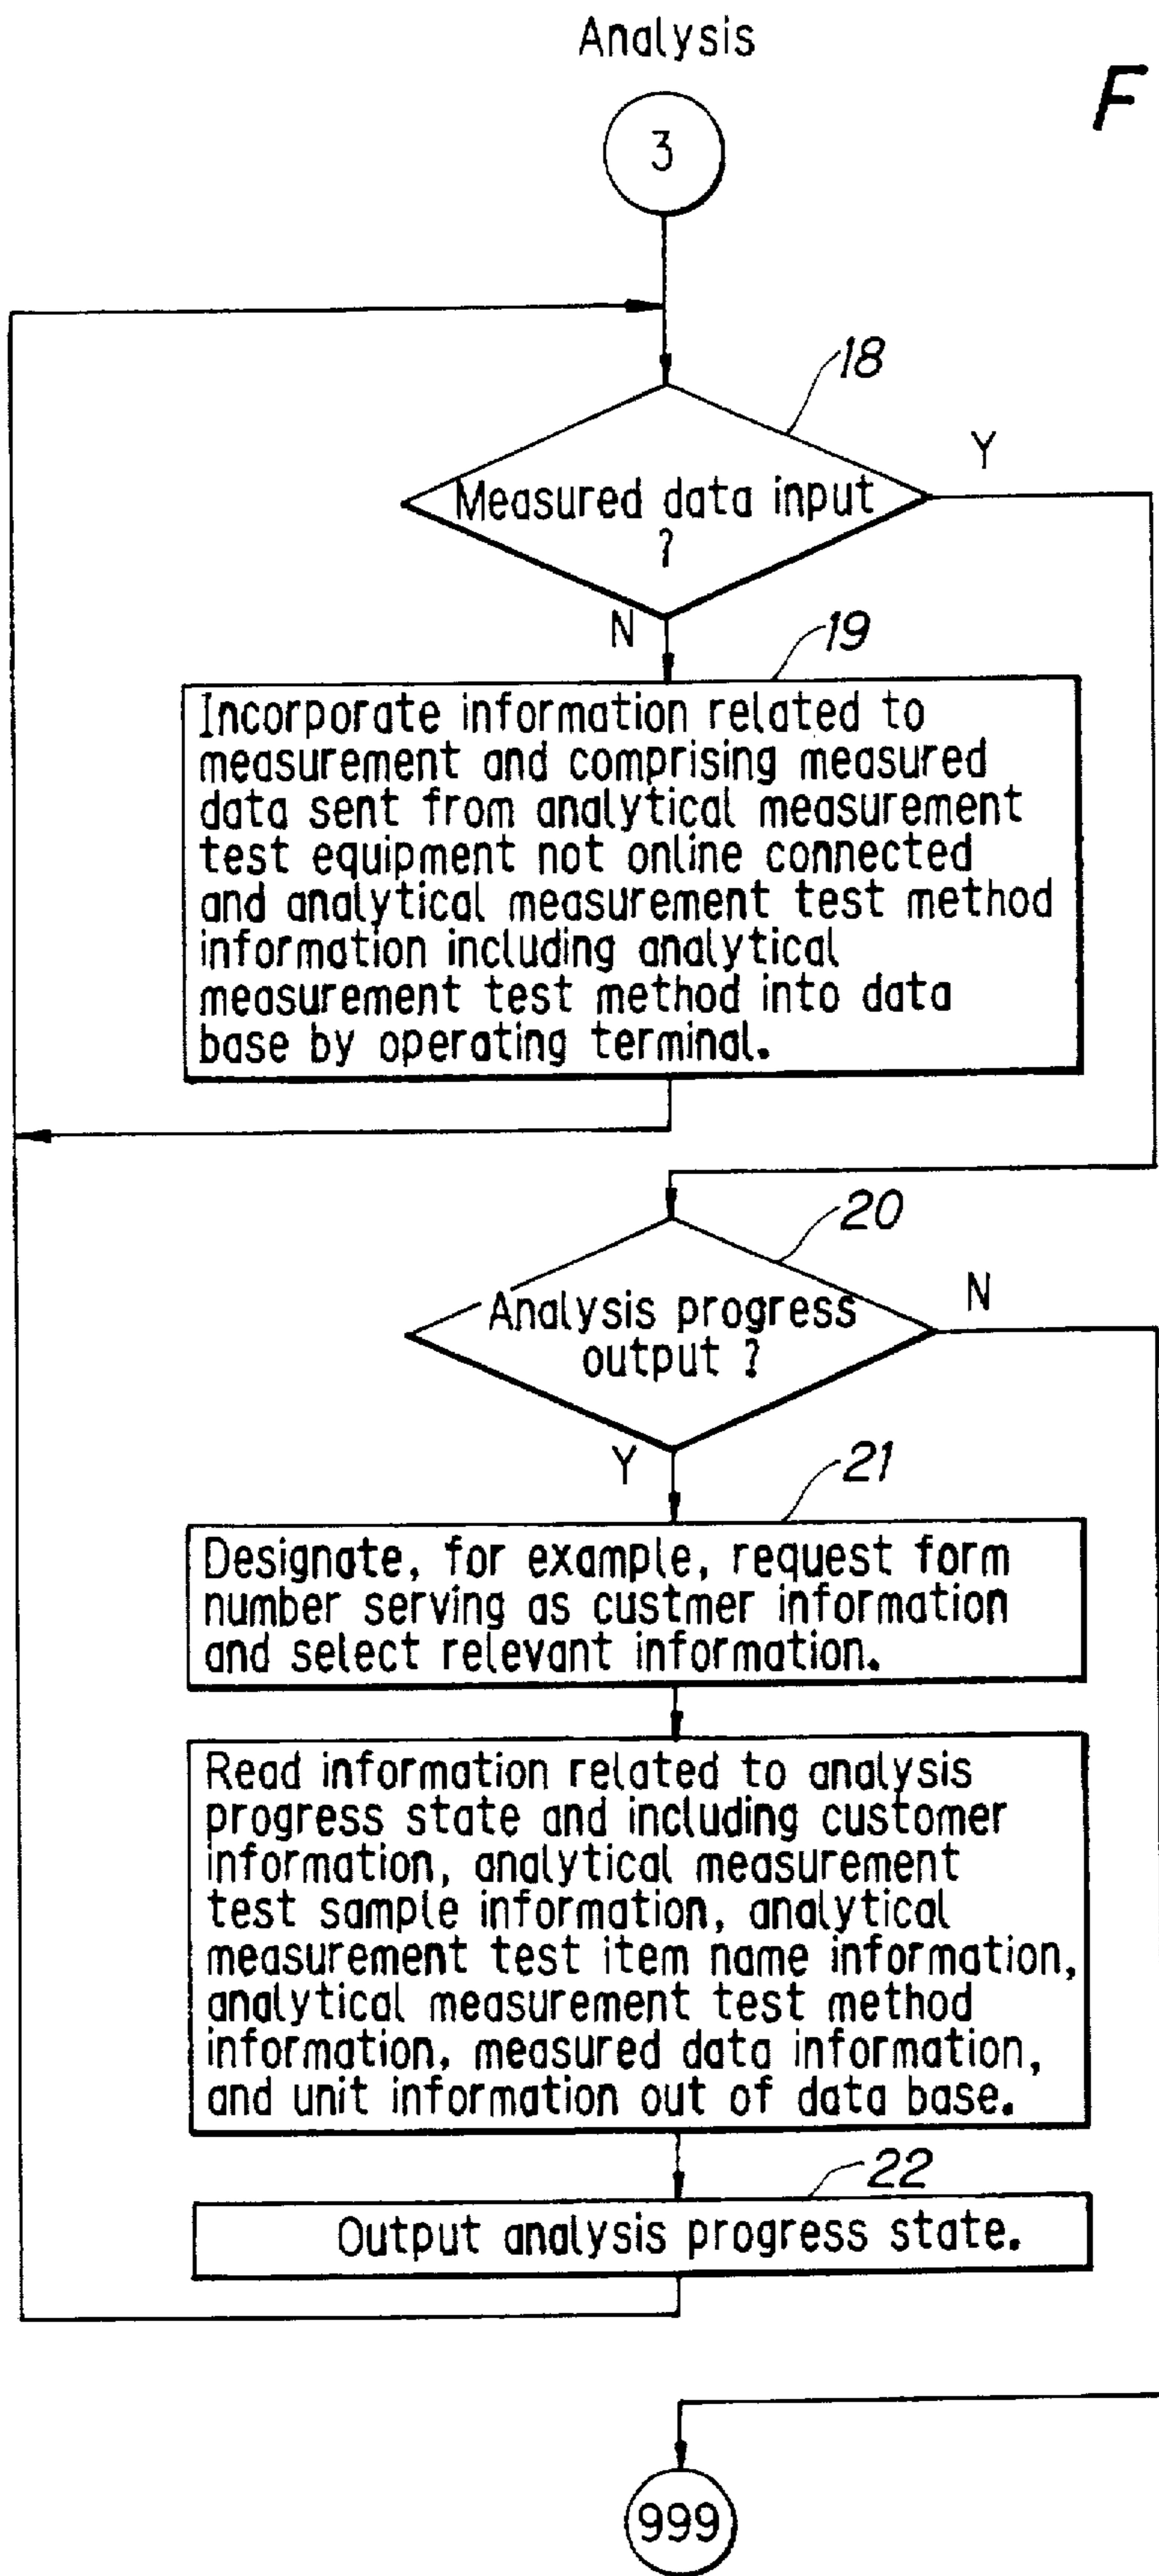 Analysis
F
3
18
Y
Measured data input
?
N
19
Incorporate information related to
measurement and comprising measured
data sent from analytical measurement
test equipment not online connected
and analytical measurement test method
information including analytical
measurement test method into data
base by operating terminal.
20
N
Analysis progress
output ?
Y
21
Designate, for example, request form
number serving as custmer information
and select relevant information.
Read information related to analysis
progress state and including customer
information, analytical measurement
test sample information, analytical
measurement test item name information,
analytical measurement test method
information, measured data information,
and unit information out of data base.
22
Output analysis progress state.
999